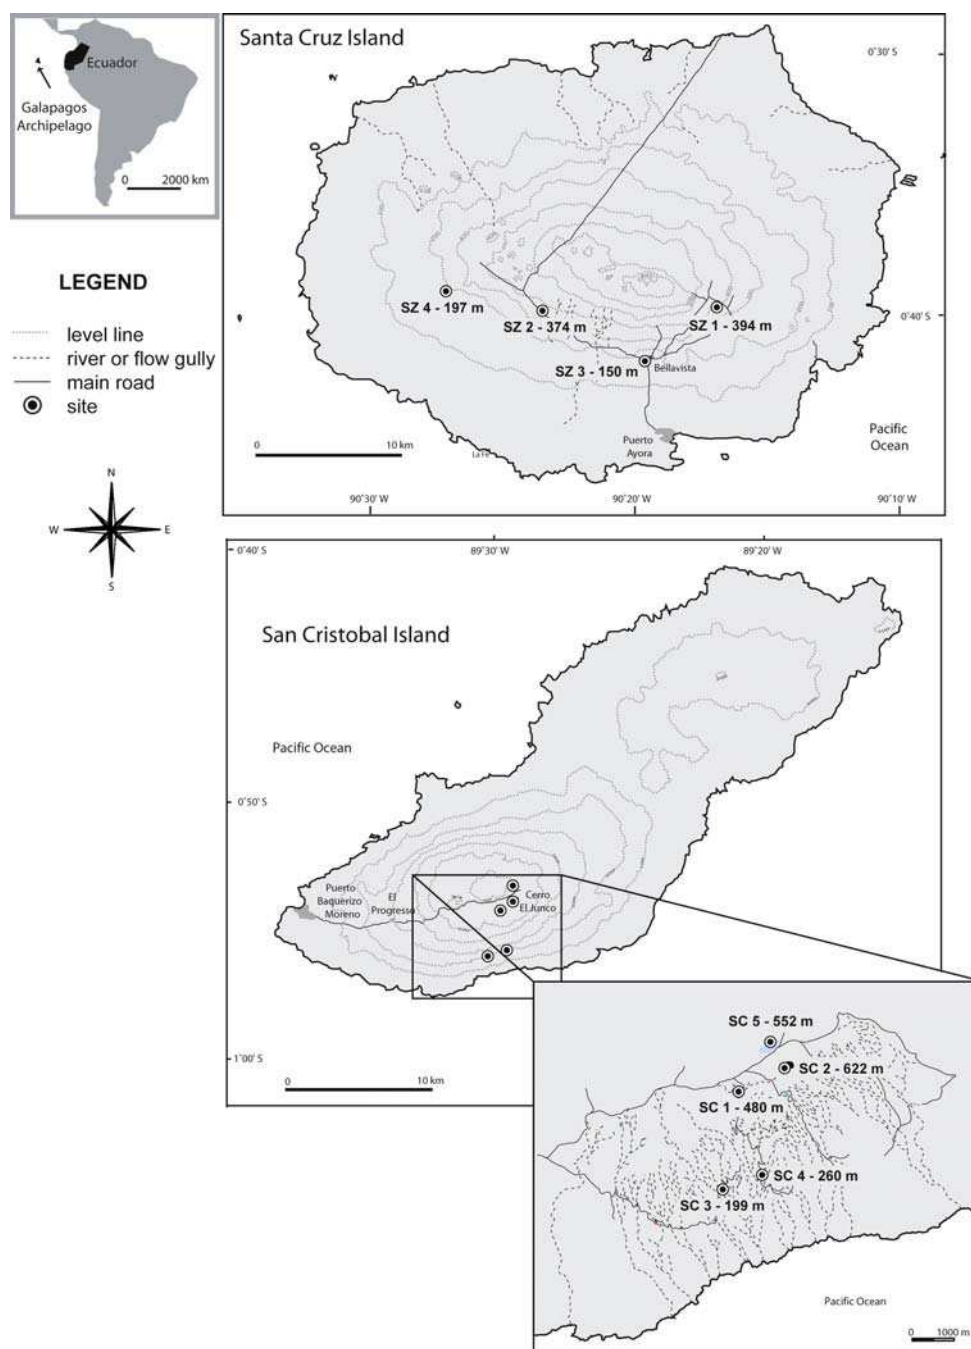 Ecuador
Galapagos
Archipelago
0 2000 km
LEGEND
level line
river or flow gully
main road
site
N
W E
S
Santa Cruz Island
0°30' S
SZ 4 - 197 m
SZ 2 - 374 m
SZ 1 - 394 m
0°40' S
SZ 3 - 150 m
Bellavista
Pacific
Ocean
Puerto
Ayora
0 10 km
90°30' W 90°20' W 90°10' W
0°40' S
89°30' W 89°20' W
San Cristobal Island
Pacific Ocean
0°50' S
Puerto
Baquerizo
Moreno
El
Progreso
Cerro
El Junco
1°00' S
0 10 km
SC 5 - 552 m
SC 2 - 622 m
SC 1 - 480 m
SC 4 - 260 m
SC 3 - 199 m
Pacific Ocean
0 1000 m